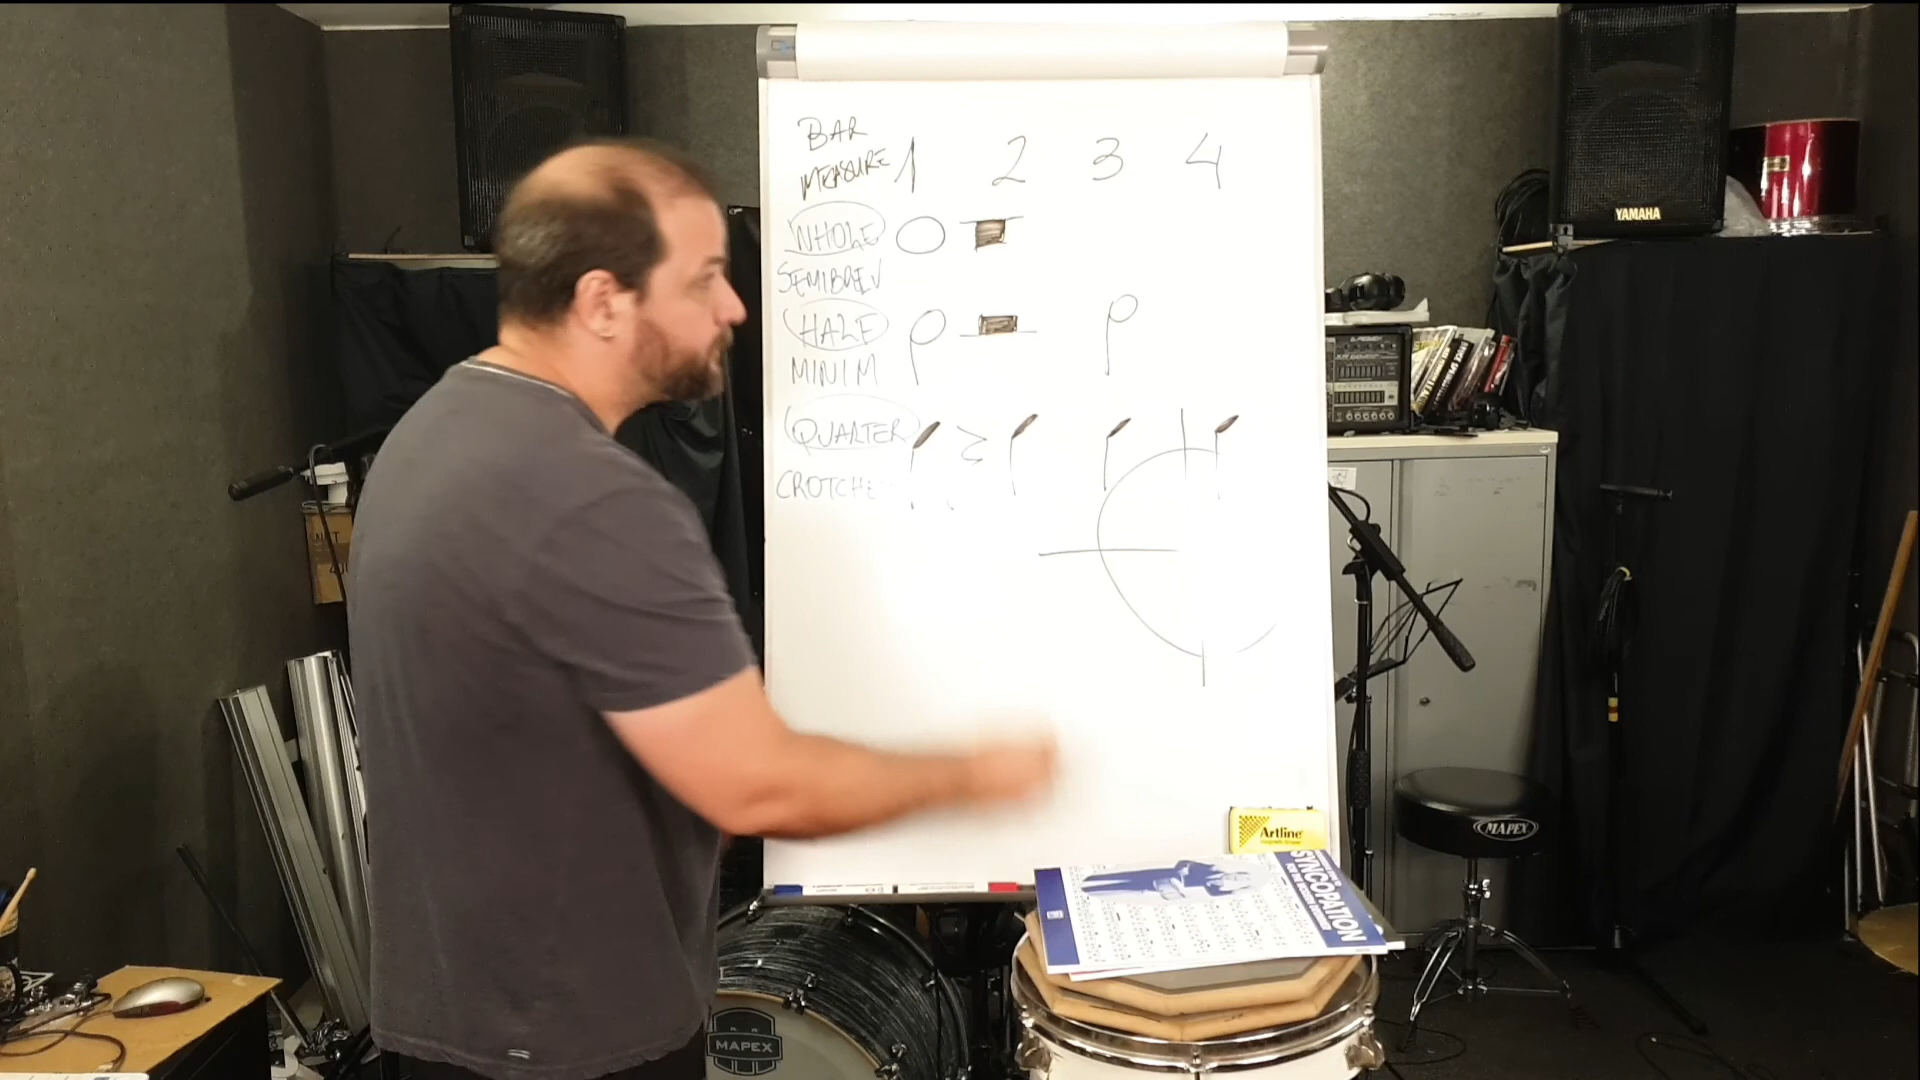 BAR
MEASURE 1 2 3 4
WHOLE
SEMIBREV
HALF
MINIM
QUARTER
CROTCHE
YAMAHA
MAPEX
Artline
SYNCOPATION
MAPEX